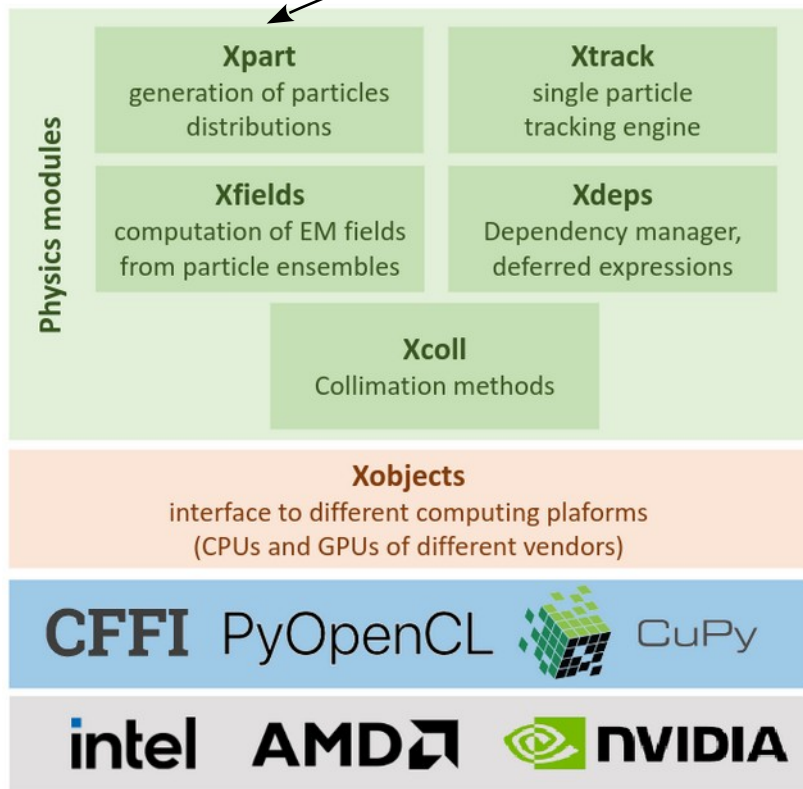 Physics modules
Xpart
generation of particles
distributions
Xtrack
single particle
tracking engine
Xfields
computation of EM fields
from particle ensembles
Xdeps
Dependency manager,
deferred expressions
Xcoll
Collimation methods
Xobjects
interface to different computing plaforms
(CPUs and GPUs of different vendors)
CFFI PyOpenCL CuPy
intel AMD NVIDIA